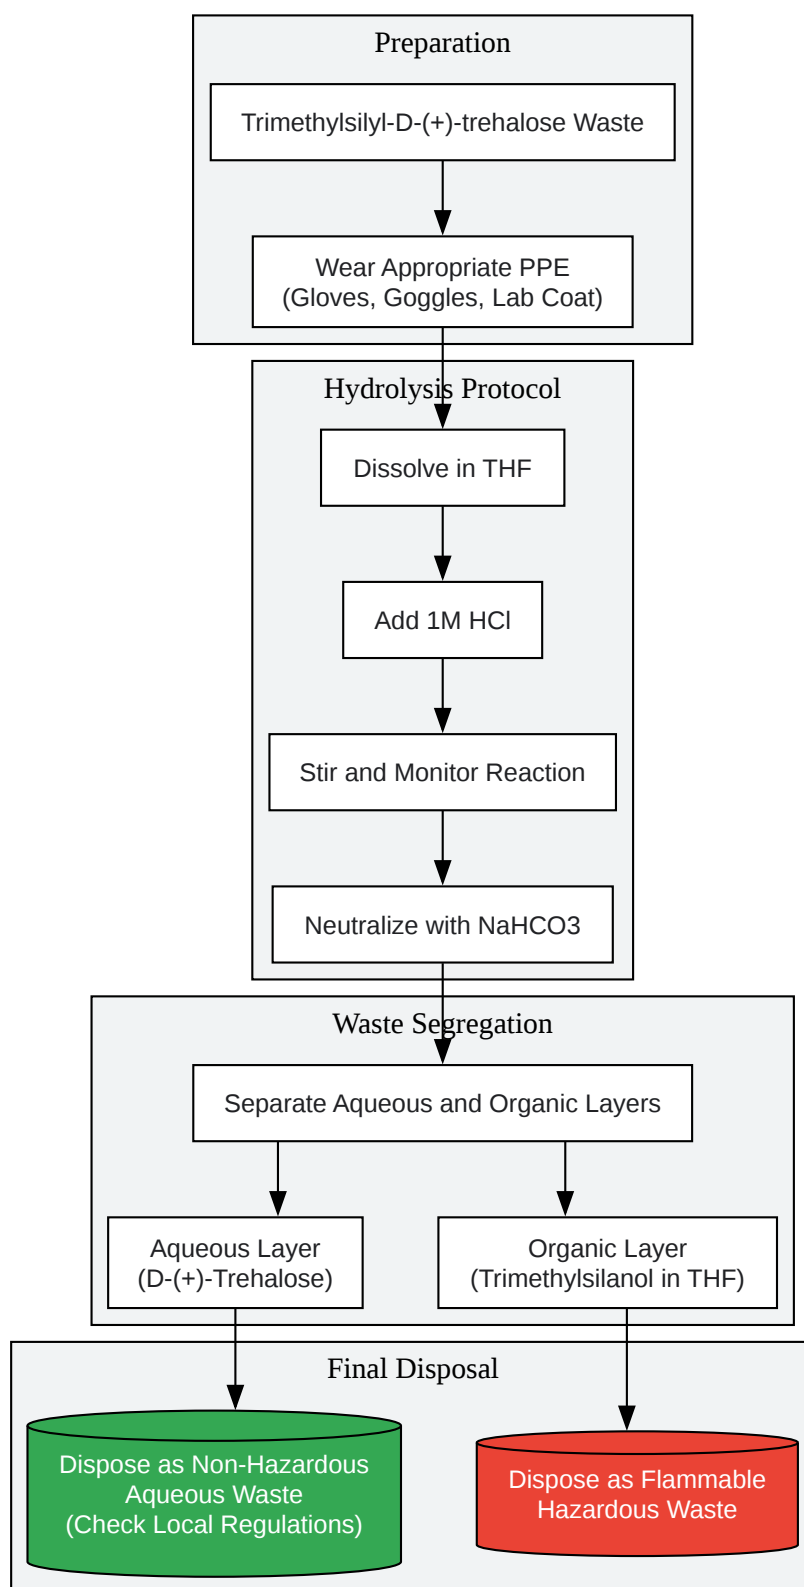 Preparation
Trimethylsilyl-D-(+)-trehalose Waste
Wear Appropriate PPE
(Gloves, Goggles, Lab Coat)
Hydrolysis Protocol
Dissolve in THF
Add 1M HCl
Stir and Monitor Reaction
Neutralize with NaHCO3
Waste Segregation
Separate Aqueous and Organic Layers
Aqueous Layer
(D-(+)-Trehalose)
Organic Layer
(Trimethylsilanol in THF)
Final Disposal
Dispose as Non-Hazardous
Aqueous Waste
(Check Local Regulations)
Dispose as Flammable
Hazardous Waste